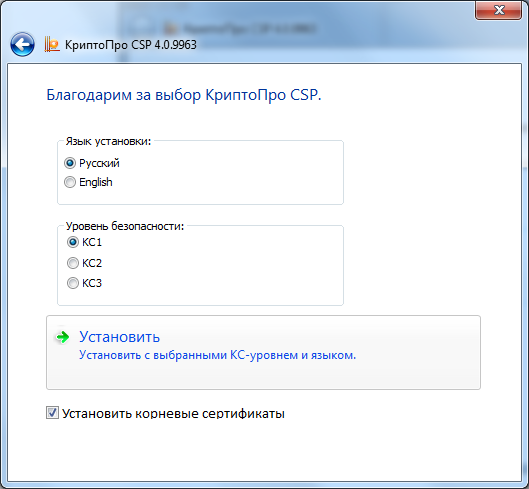 КриптоПро CSP 4.0.9963
Благодарим за выбор КриптоПро CSP.
Язык установки:
Русский
English
Уровень безопасности:
КС1
КС2
КС3
Установить
Установить с выбранными КС-уровнем и языком.
Установить корневые сертификаты